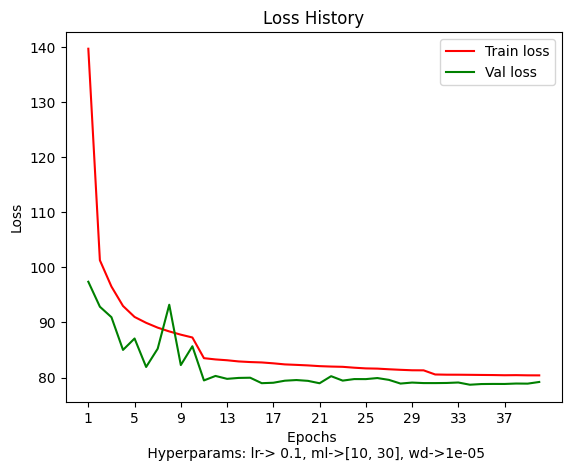 Loss History
Train loss
Val loss
Loss
140
130
120
110
100
90
80
1 5 9 13 17 21 25 29 33 37
Epochs
Hyperparams: lr-> 0.1, ml->[10, 30], wd->1e-05